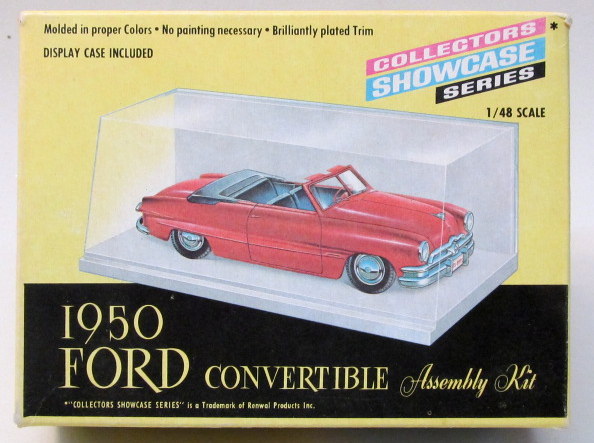 Molded in proper Colors • No painting necessary • Brilliantly plated Trim
DISPLAY CASE INCLUDED
COLLECTORS *
SHOWCASE
SERIES
1/48 SCALE
1950
FORD CONVERTIBLE Assembly Kit
*"COLLECTORS SHOWCASE SERIES" is a Trademark of Renwal Products Inc.